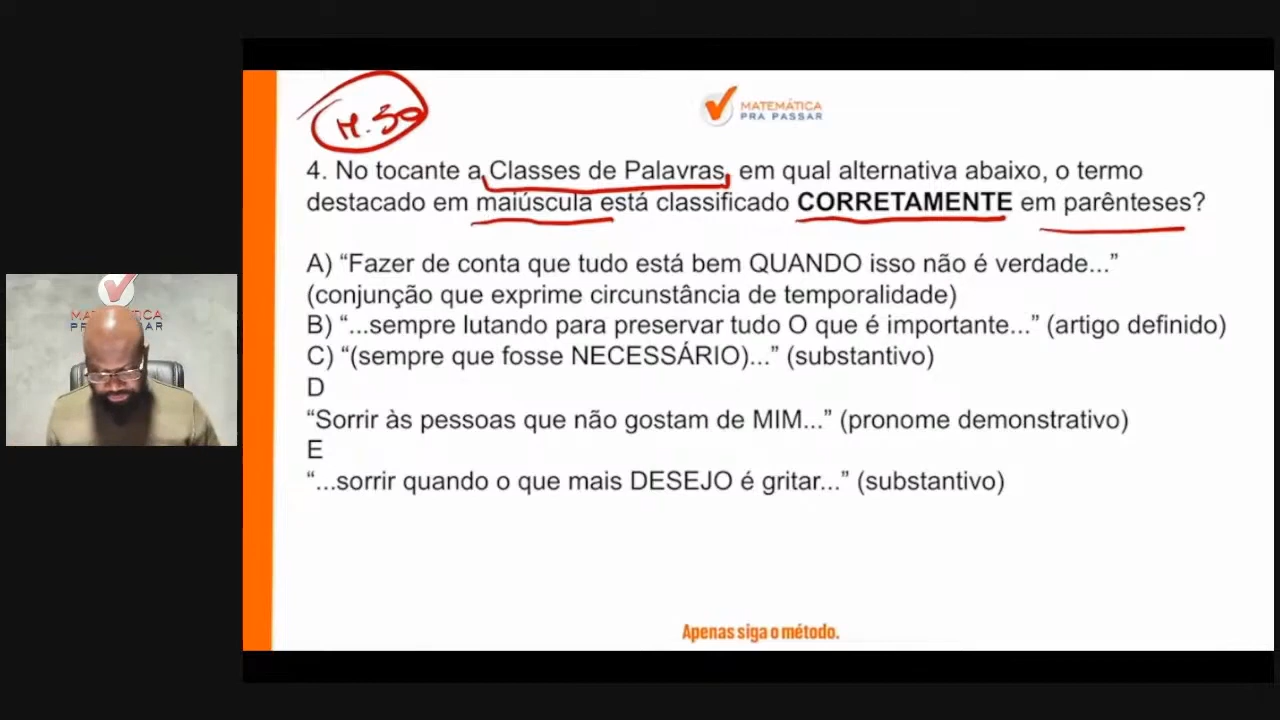 MATEMÁTICA
PRA PASSAR
4. No tocante a Classes de Palavras, em qual alternativa abaixo, o termo
destacado em maiúscula está classificado CORRETAMENTE em parênteses?
A) “Fazer de conta que tudo está bem QUANDO isso não é verdade...”
(conjunção que exprime circunstância de temporalidade)
B) “...sempre lutando para preservar tudo O que é importante...” (artigo definido)
C) “(sempre que fosse NECESSÁRIO)...” (substantivo)
D
“Sorrir às pessoas que não gostam de MIM...” (pronome demonstrativo)
E
“...sorrir quando o que mais DESEJO é gritar...” (substantivo)
Apenas siga o método.